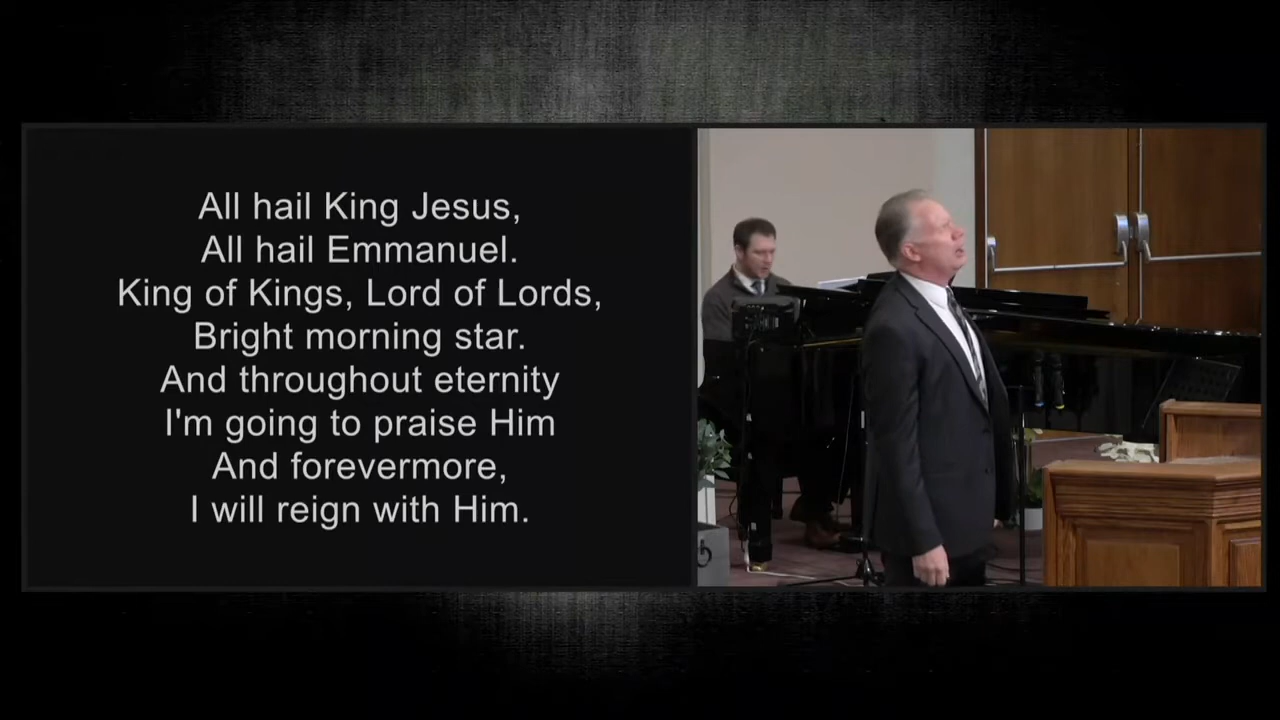 All hail King Jesus,
All hail Emmanuel.
King of Kings, Lord of Lords,
Bright morning star.
And throughout eternity
I'm going to praise Him
And forevermore,
I will reign with Him.